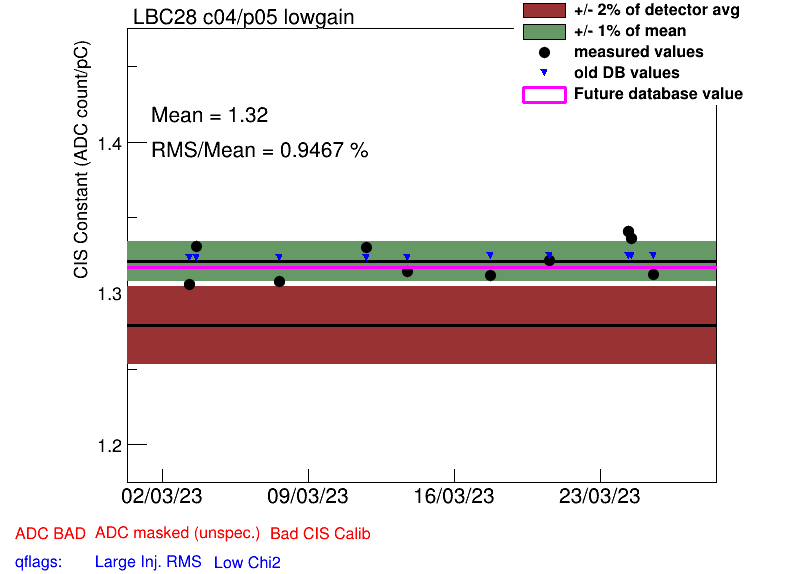 LBC28 c04/p05 lowgain
+/- 2% of detector avg
+/- 1% of mean
measured values
old DB values
Future database value
CIS Constant (ADC count/pC)
Mean = 1.32
RMS/Mean = 0.9467 %
1.4
1.3
1.2
02/03/23 09/03/23 16/03/23 23/03/23
ADC BAD ADC masked (unspec.) Bad CIS Calib
qflags: Large Inj. RMS Low Chi2